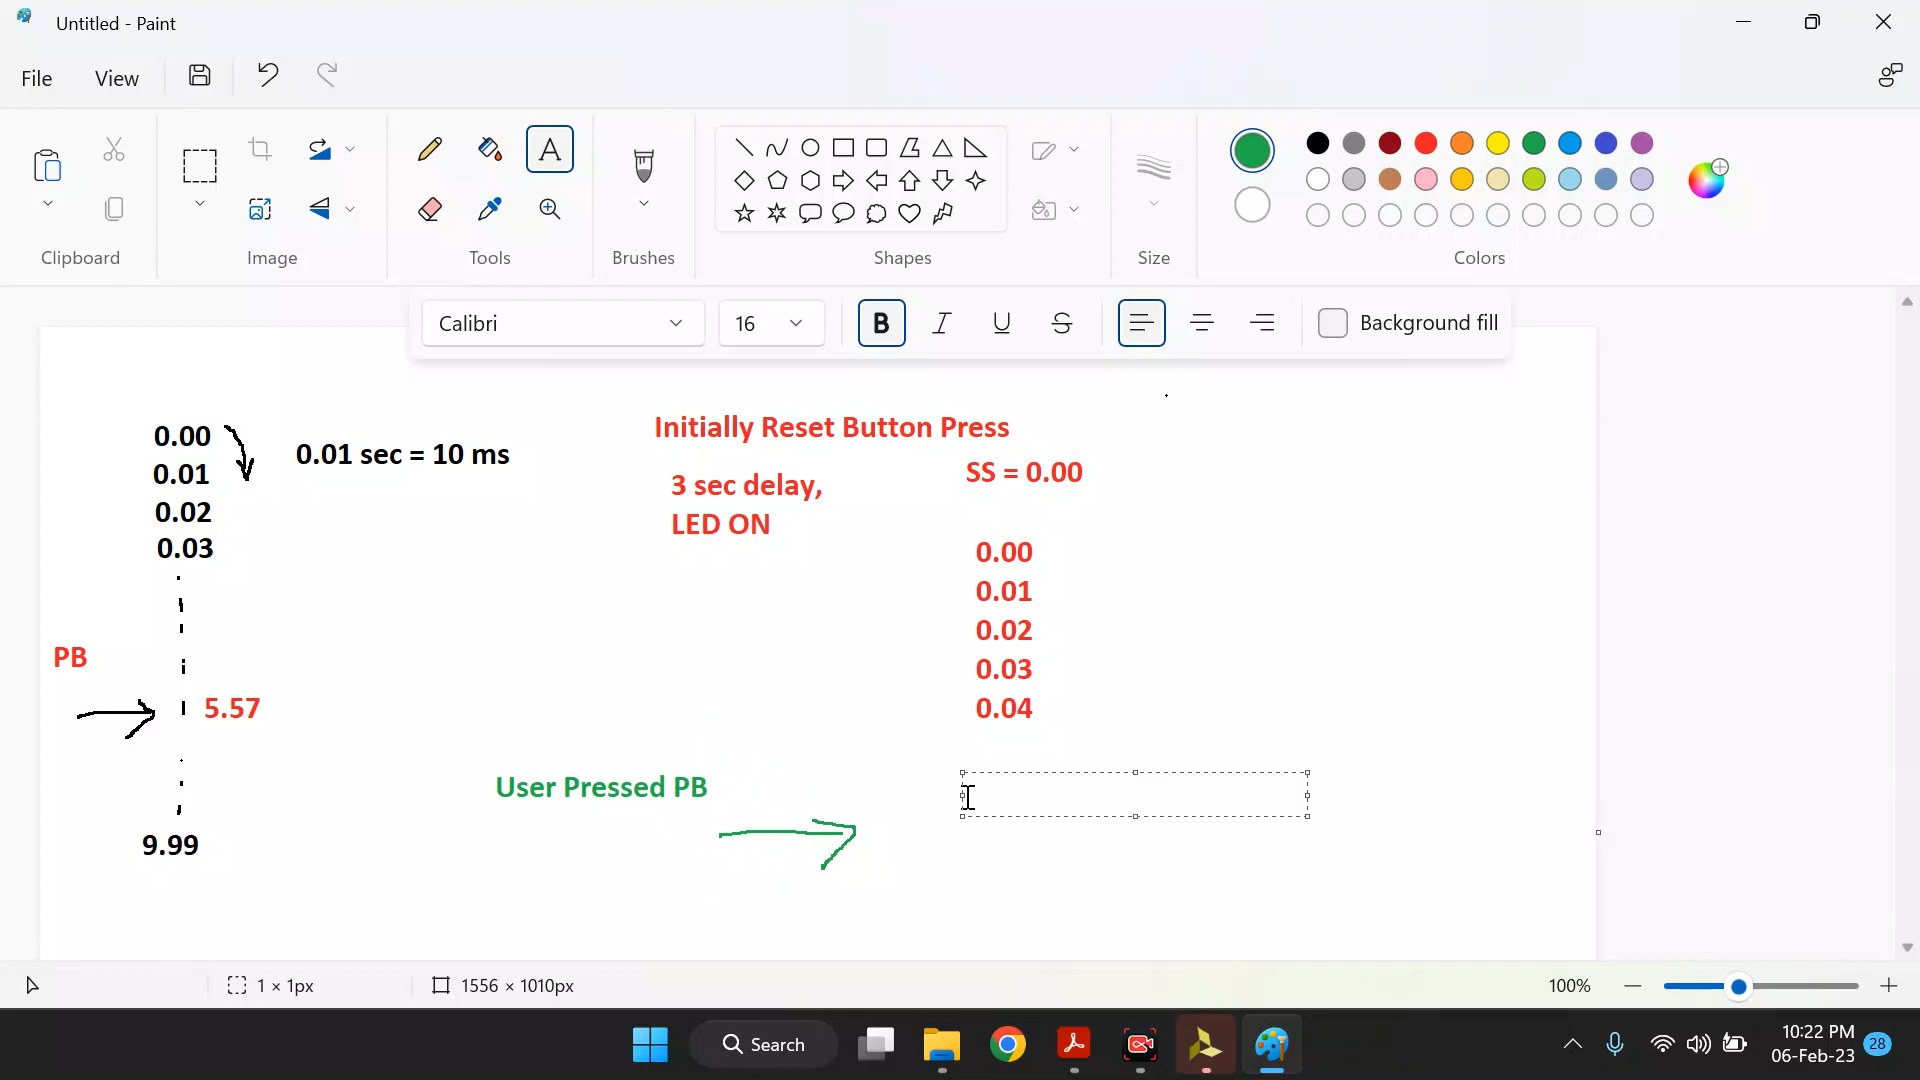 Untitled - Paint
File
View
Clipboard
Image
Tools
Brushes
Shapes
Size
Colors
Calibri
16
B
I
U
S
Background fill
0.00
0.01
0.02
0.03
0.01 sec = 10 ms
PB
5.57
9.99
Initially Reset Button Press
3 sec delay,
LED ON
SS = 0.00
0.00
0.01
0.02
0.03
0.04
User Pressed PB
1 × 1px
1556 × 1010px
100%
Search
10:22 PM
06-Feb-23
28